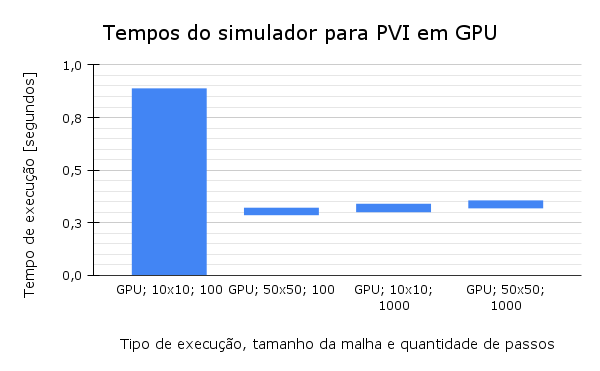 Tempos do simulador para PVI em GPU
Tempo de execução [segundos]
1,0
0,8
0,5
0,3
0,0
GPU; 10x10; 100
GPU; 50x50; 100
GPU; 10x10;
1000
GPU; 50x50;
1000
Tipo de execução, tamanho da malha e quantidade de passos